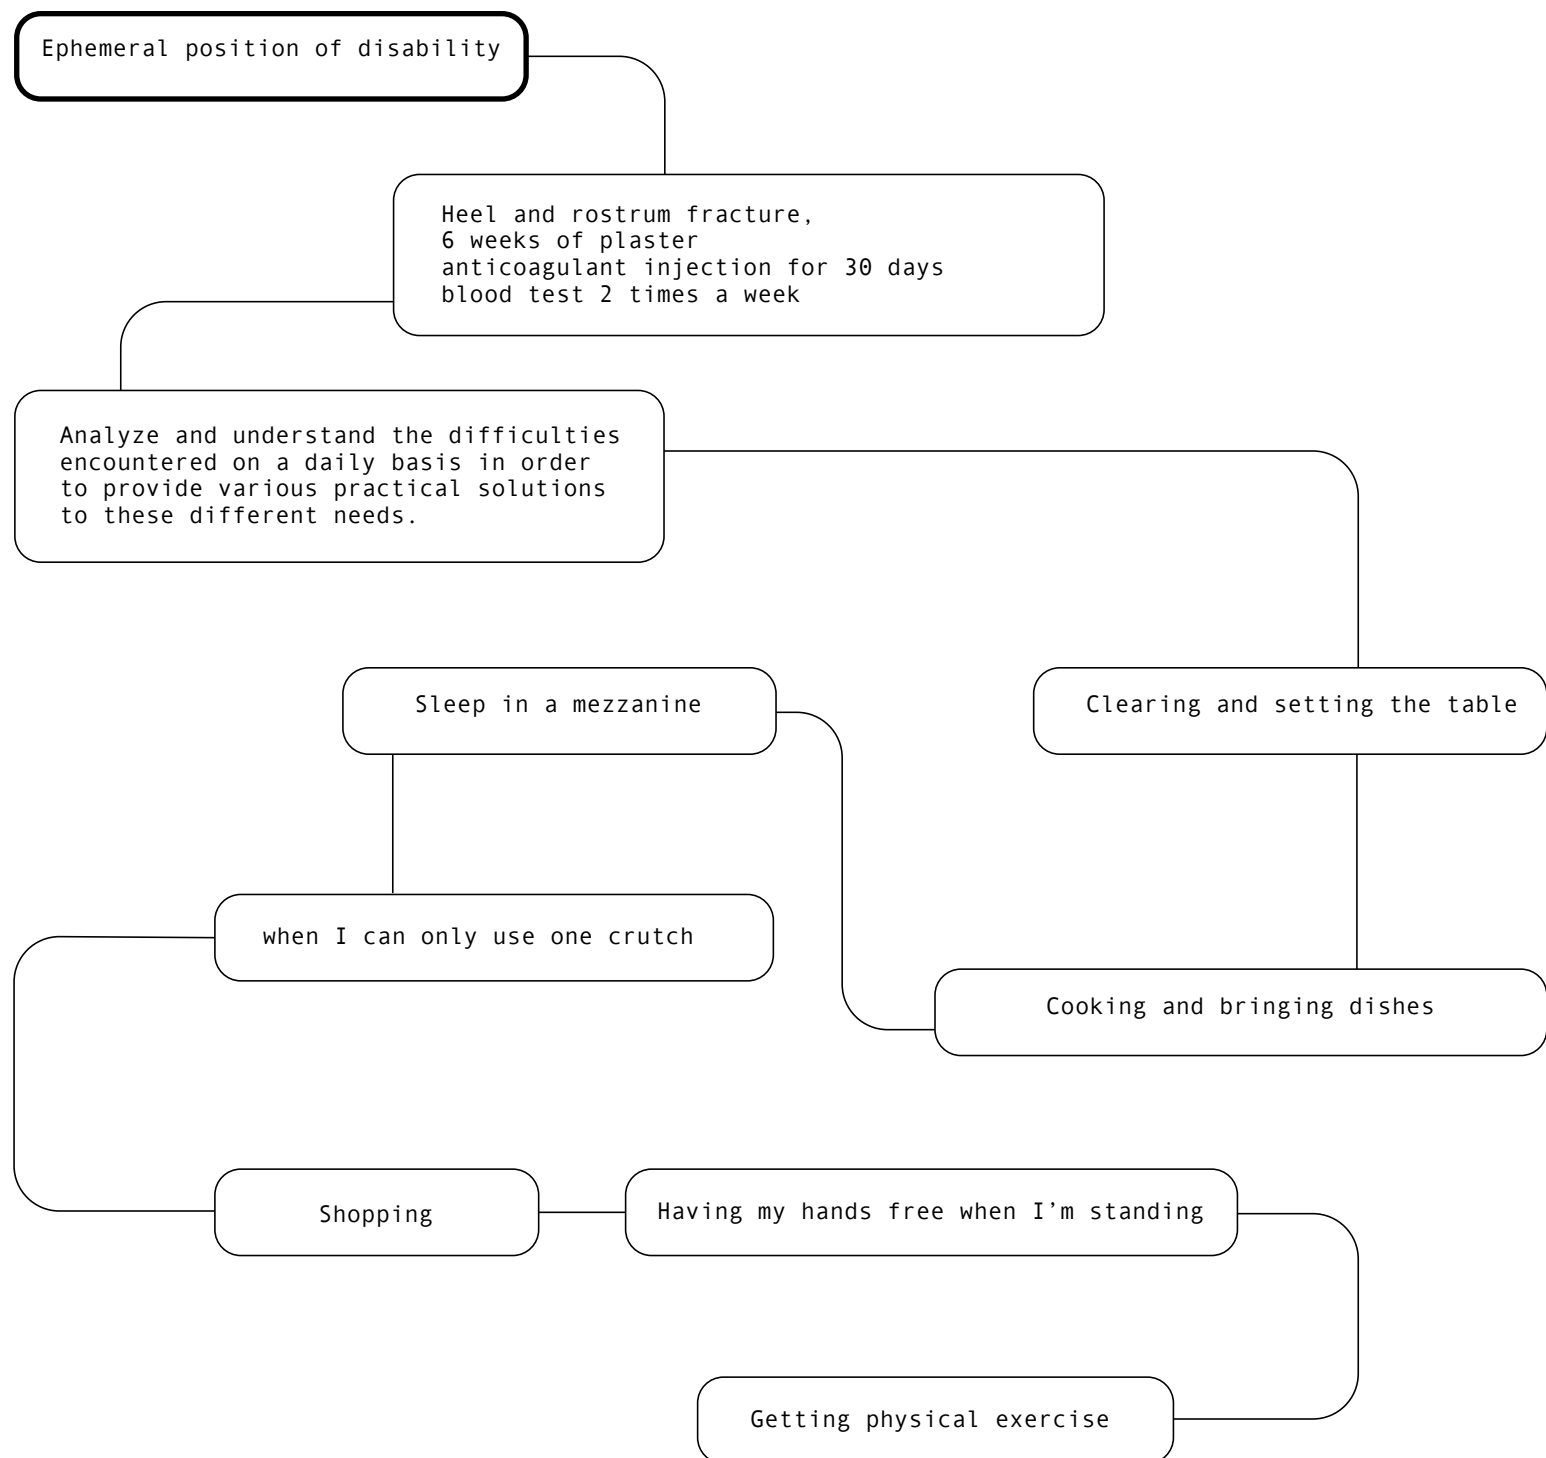 Ephemeral position of disability
Heel and rostrum fracture,
6 weeks of plaster
anticoagulant injection for 30 days
blood test 2 times a week
Analyze and understand the difficulties
encountered on a daily basis in order
to provide various practical solutions
to these different needs.
Clearing and setting the table
Cooking and bringing dishes
Sleep in a mezzanine
when I can only use one crutch
Shopping
Having my hands free when I’m standing
Getting physical exercise